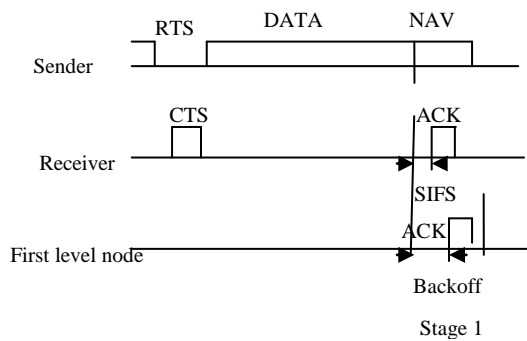 RTS DATA NAV
Sender
CTS ACK
Receiver
SIFS
ACK
First level node
Backoff
Stage 1